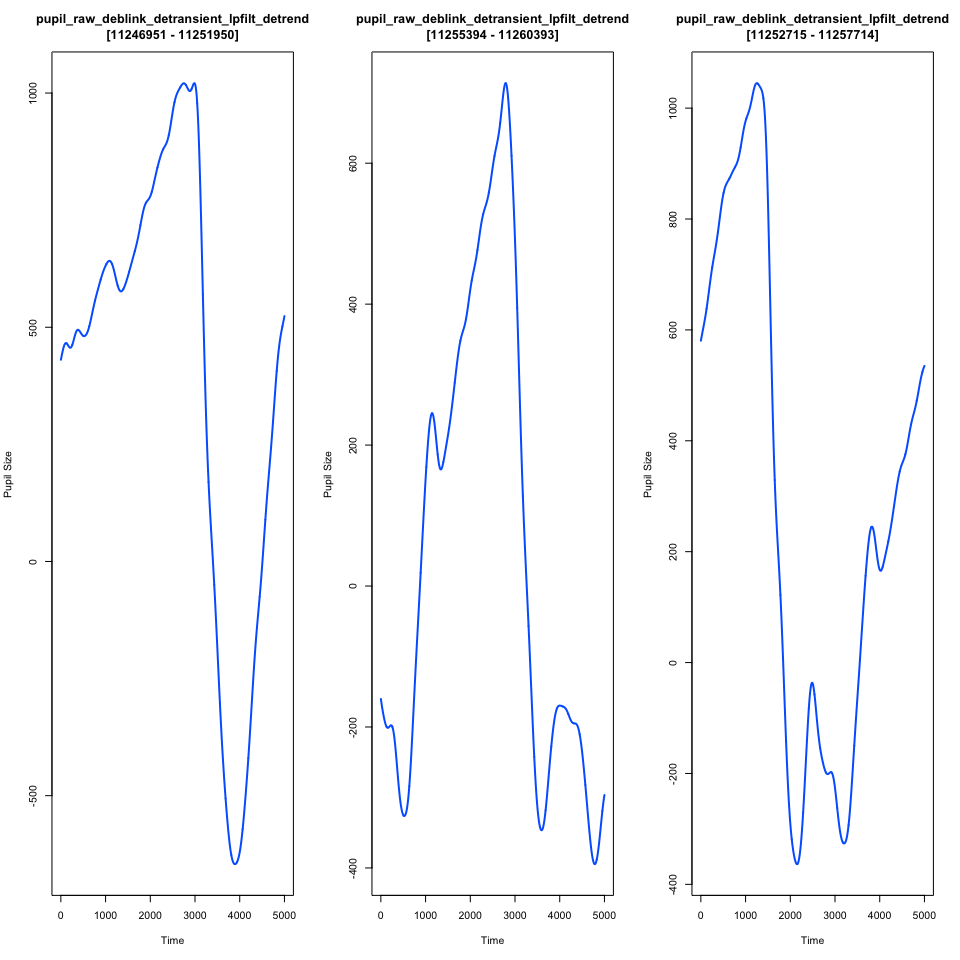 pupil_raw_deblink_detransient_lpfilt_detrend
[11246951 - 11251950]
1000
500
0
-500
Pupil Size
0 1000 2000 3000 4000 5000
Time
pupil_raw_deblink_detransient_lpfilt_detrend
[11255394 - 11260393]
600
400
200
0
-200
-400
Pupil Size
0 1000 2000 3000 4000 5000
Time
pupil_raw_deblink_detransient_lpfilt_detrend
[11252715 - 11257714]
1000
800
600
400
200
0
-200
-400
Pupil Size
0 1000 2000 3000 4000 5000
Time